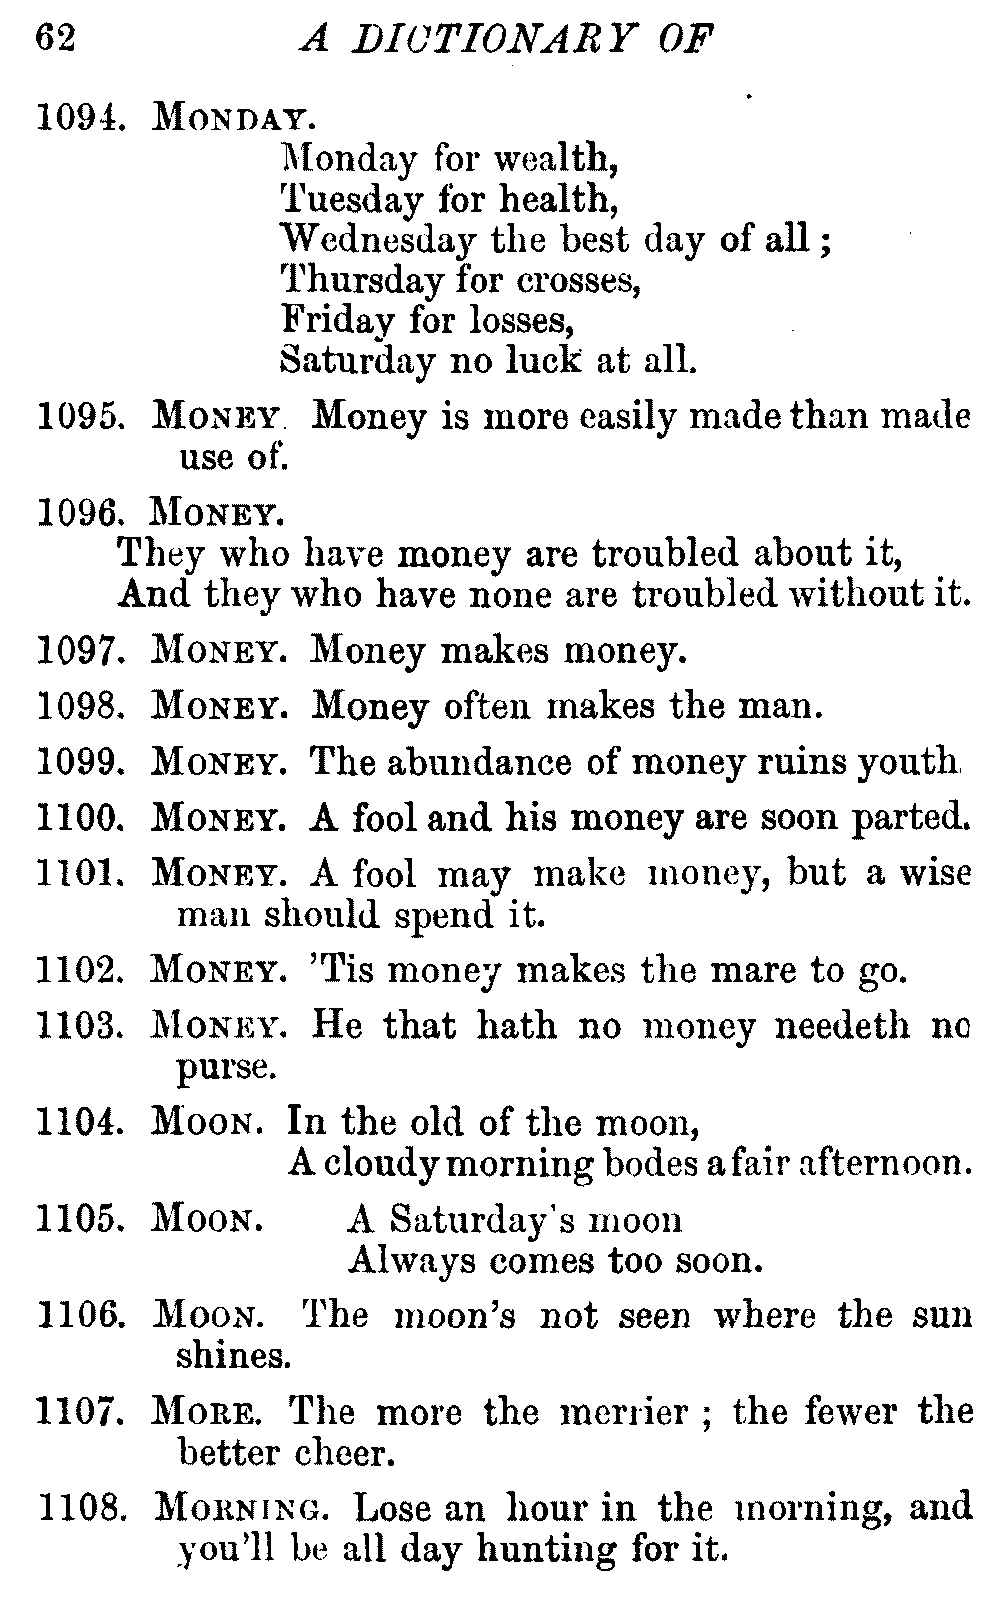 62 A DICTIONARY OF
1094. MONDAY.
Monday for wealth,
Tuesday for health,
Wednesday the best day of all ;
Thursday for crosses,
Friday for losses,
Saturday no luck at all.
1095. MONEY. Money is more easily made than made
use of.
1096. MONEY.
They who have money are troubled about it,
And they who have none are troubled without it.
1097. MONEY. Money makes money.
1098. MONEY. Money often makes the man.
1099. MONEY. The abundance of money ruins youth.
1100. MONEY. A fool and his money are soon parted.
1101. MONEY. A fool may make money, but a wise
man should spend it.
1102. MONEY. 'Tis money makes the mare to go.
1103. MONEY. He that hath no money needeth no
purse.
1104. MOON. In the old of the moon,
A cloudy morning bodes a fair afternoon.
1105. MOON. A Saturday's moon
Always comes too soon.
1106. MOON. The moon's not seen where the sun
shines.
1107. MORE. The more the merrier ; the fewer the
better cheer.
1108. MORNING. Lose an hour in the morning, and
you'll be all day hunting for it.